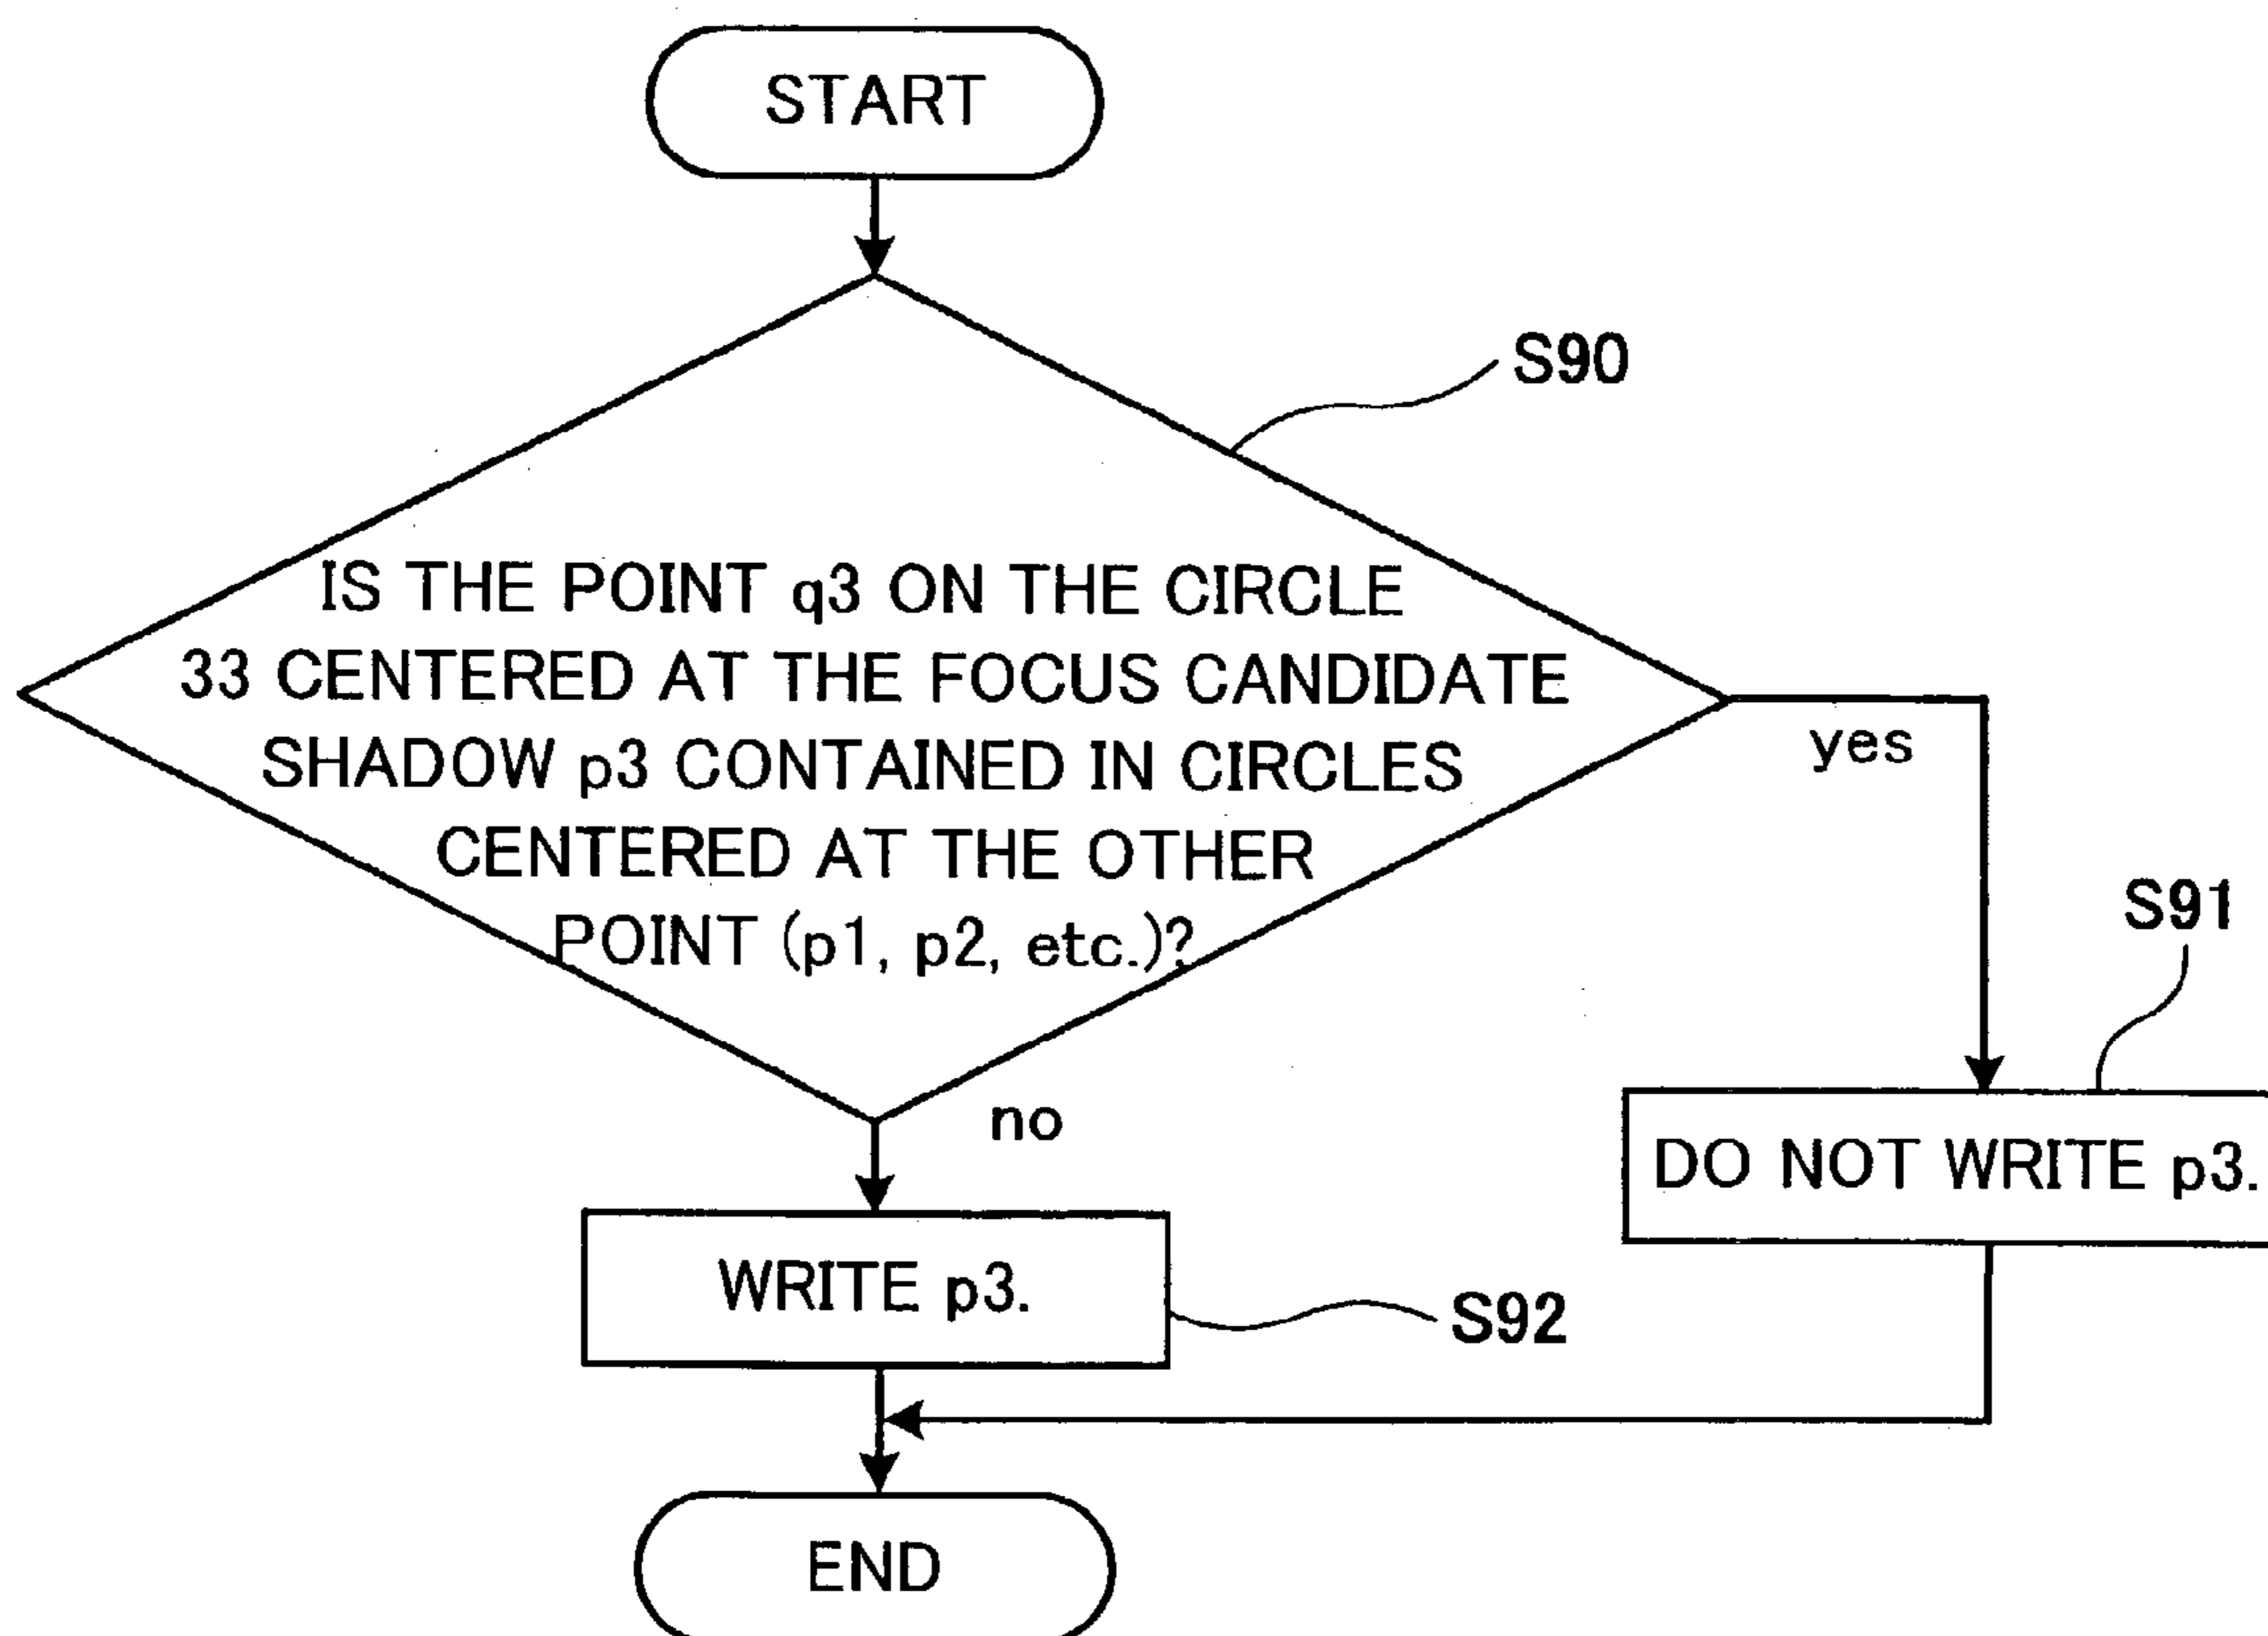 START
S90
IS THE POINT q3 ON THE CIRCLE
33 CENTERED AT THE FOCUS CANDIDATE
SHADOW p3 CONTAINED IN CIRCLES
CENTERED AT THE OTHER
POINT (p1, p2, etc.)?
yes
S91
no
DO NOT WRITE p3.
WRITE p3.
S92
END